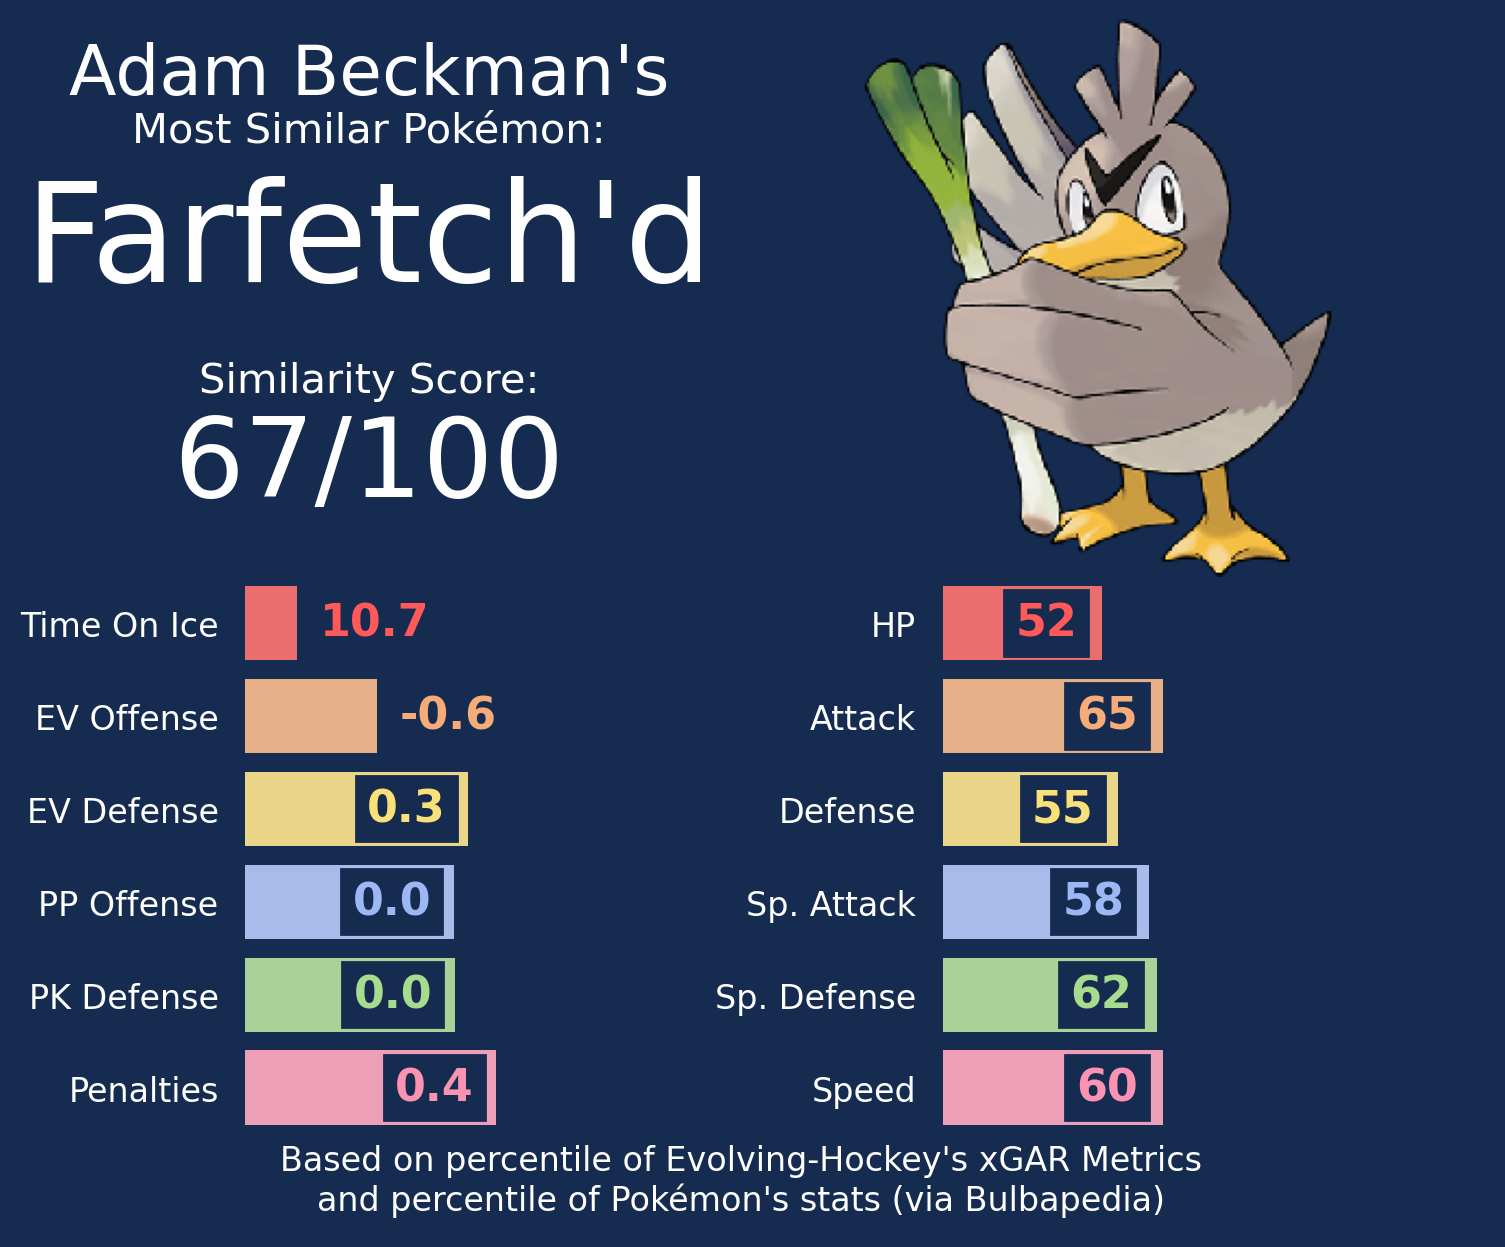 Adam Beckman's
Most Similar Pokémon:
Farfetch'd
Similarity Score:
67/100
Time On Ice 10.7
EV Offense -0.6
EV Defense 0.3
PP Offense 0.0
PK Defense 0.0
Penalties 0.4
HP 52
Attack 65
Defense 55
Sp. Attack 58
Sp. Defense 62
Speed 60
Based on percentile of Evolving-Hockey's xGAR Metrics
and percentile of Pokémon's stats (via Bulbapedia)